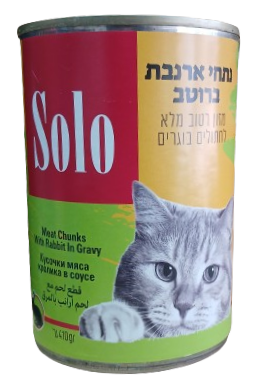 Solo
נתחי ארנבת
ברוטב
מזון רטוב מלא
לחתולים בוגרים
Meat Chunks
With Rabbit In Gravy
Кусочки мяса
кролика в соусе
قطع لحم مع
لحم أرانب بالمرق